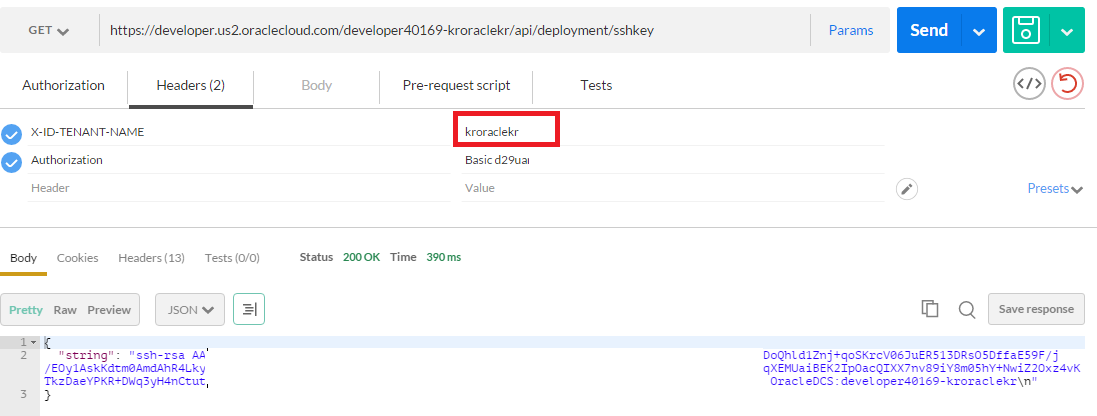 GET https://developer.us2.oraclecloud.com/developer40169-kroraclekr/api/deployment/sshkey Params Send
Authorization Headers (2) Body Pre-request script Tests
X-ID-TENANT-NAME kroraclekr
Authorization Basic d29uar
Header Value Presets
Body Cookies Headers (13) Tests (0/0) Status 200 OK Time 390 ms
Pretty Raw Preview JSON Save response
1 {
2 "string": "ssh-rsa AA DoQhld1Znj+qoSKrcV06JuER513DRsO5DffaE59F/j
/EOy1AskKdtm0AmdAhR4Lky qXEMUaiBEK2IpOacQIXX7nv89iY8m05hY+NwiZ2Oxz4vK
TkzDaeYPKR+DWq3yH4nCtut OracleDCS:developer40169-kroraclekr\n"
3 }